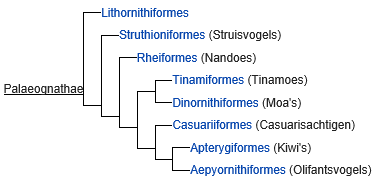 Lithornithiformes
Struthioniformes (Struisvogels)
Rheiformes (Nandoes)
Tinamiformes (Tinamoes)
Palaeognathae
Dinornithiformes (Moa's)
Casuariiformes (Casuarisachtigen)
Apterygiformes (Kiwi's)
Aepyornithiformes (Olifantsvogels)